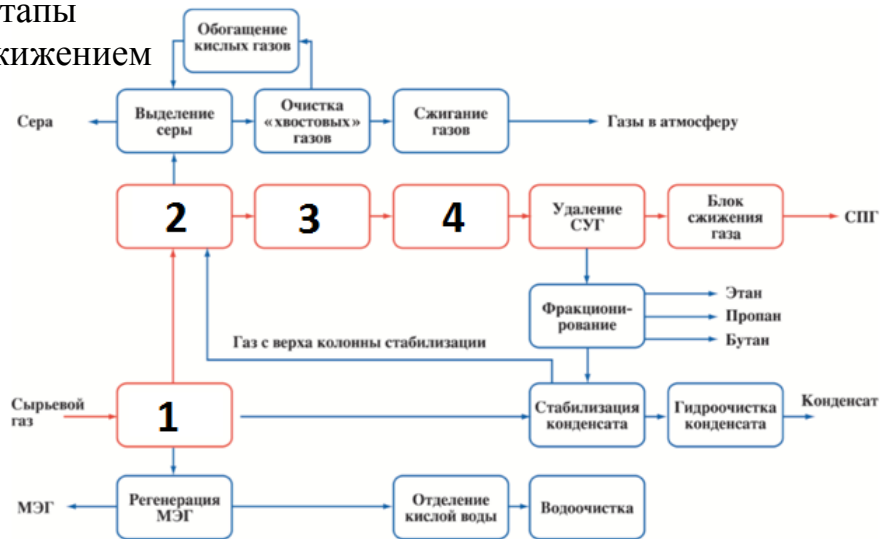 тапы
жижением
Обогащение
кислых газов
Сера
Выделение
серы
Очистка
«хвостовых»
газов
Сжигание
газов
Газы в атмосферу
2
3
4
Удаление
СУГ
Блок
сжижения
газа
СПГ
Фракциони-
рование
Этан
Пропан
Бутан
Газ с верха колонны стабилизации
Сырьевой
газ
1
Стабилизация
конденсата
Гидроочистка
конденсата
Конденсат
МЭГ
Регенерация
МЭГ
Отделение
кислой воды
Водоочистка